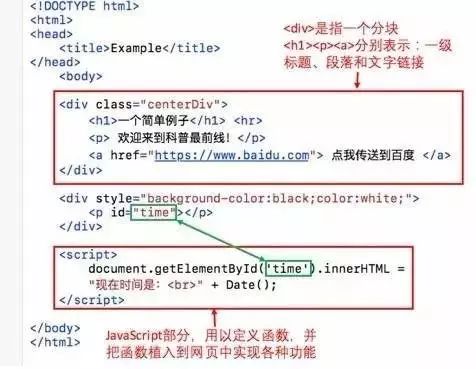 <!DOCTYPE html>
<html>
<head>
<title>Example</title>
</head>
<body>
<div>是指一个分块
<h1><p><a>分别表示：一级
标题、段落和文字链接
<div class="centerDiv">
<h1>一个简单例子</h1> <hr>
<p> 欢迎来到科普最前线！</p>
<a href="https://www.baidu.com"> 点我传送到百度 </a>
</div>
<div style="background-color:black;color:white;">
<p id="time"></p>
</div>
<script>
document.getElementById('time').innerHTML =
"现在时间是：<br>" + Date();
</script>
</body>
</html>
JavaScript部分，用以定义函数，并
把函数植入到网页中实现各种功能